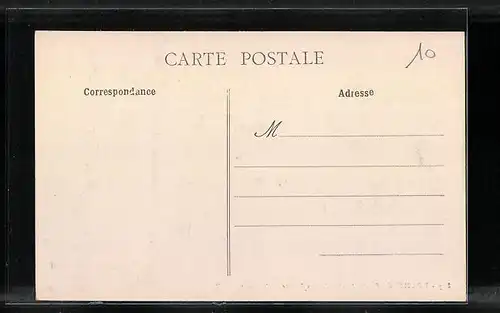 CARTE POSTALE
10
Correspondance
Adresse
M